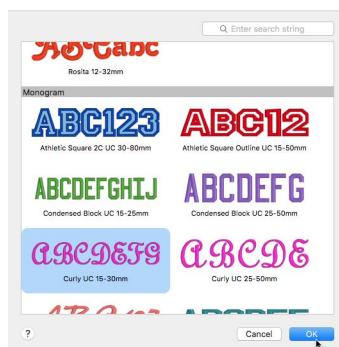 Enter search string
ABCabc
Rosita 12-32mm
Monogram
ABC123
ABC12
Athletic Square 2C UC 30-80mm
Athletic Square Outline UC 15-50mm
ABCDEFGHIJ
ABCDEFG
Condensed Block UC 15-25mm
Condensed Block UC 25-50mm
ABCDEFG
ABCDE
Curly UC 15-30mm
Curly UC 25-50mm
?
Cancel
OK